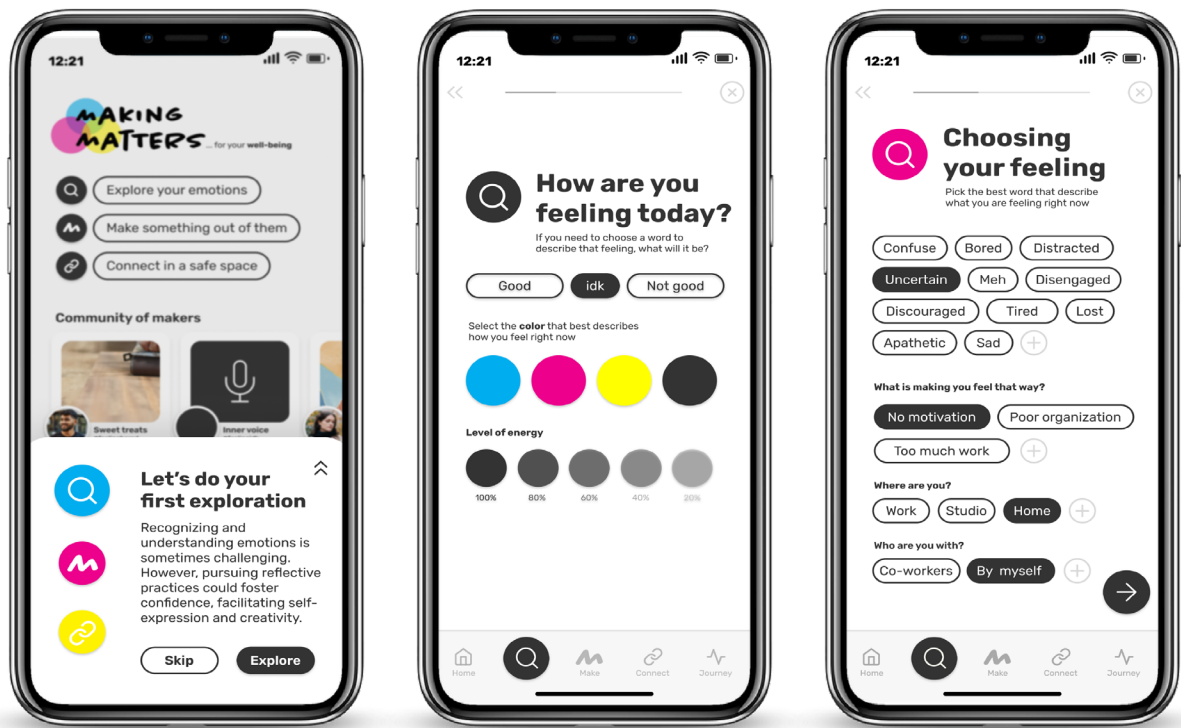 12:21
MAKING
MATTERS ... for your well-being
Explore your emotions
Make something out of them
Connect in a safe space
Community of makers
Sweet treats
Inner voice
Let's do your
first exploration
Recognizing and
understanding emotions is
sometimes challenging.
However, pursuing reflective
practices could foster
confidence, facilitating self-
expression and creativity.
Skip
Explore
12:21
How are you
feeling today?
If you need to choose a word to
describe that feeling, what will it be?
Good
idk
Not good
Select the color that best describes
how you feel right now
Level of energy
100%
80%
60%
40%
20%
Home
Make
Connect
Journey
12:21
Choosing
your feeling
Pick the best word that describe
what you are feeling right now
Confuse
Bored
Distracted
Uncertain
Meh
Disengaged
Discouraged
Tired
Lost
Apathetic
Sad
What is making you feel that way?
No motivation
Poor organization
Too much work
Where are you?
Work
Studio
Home
Who are you with?
Co-workers
By myself
Home
Make
Connect
Journey